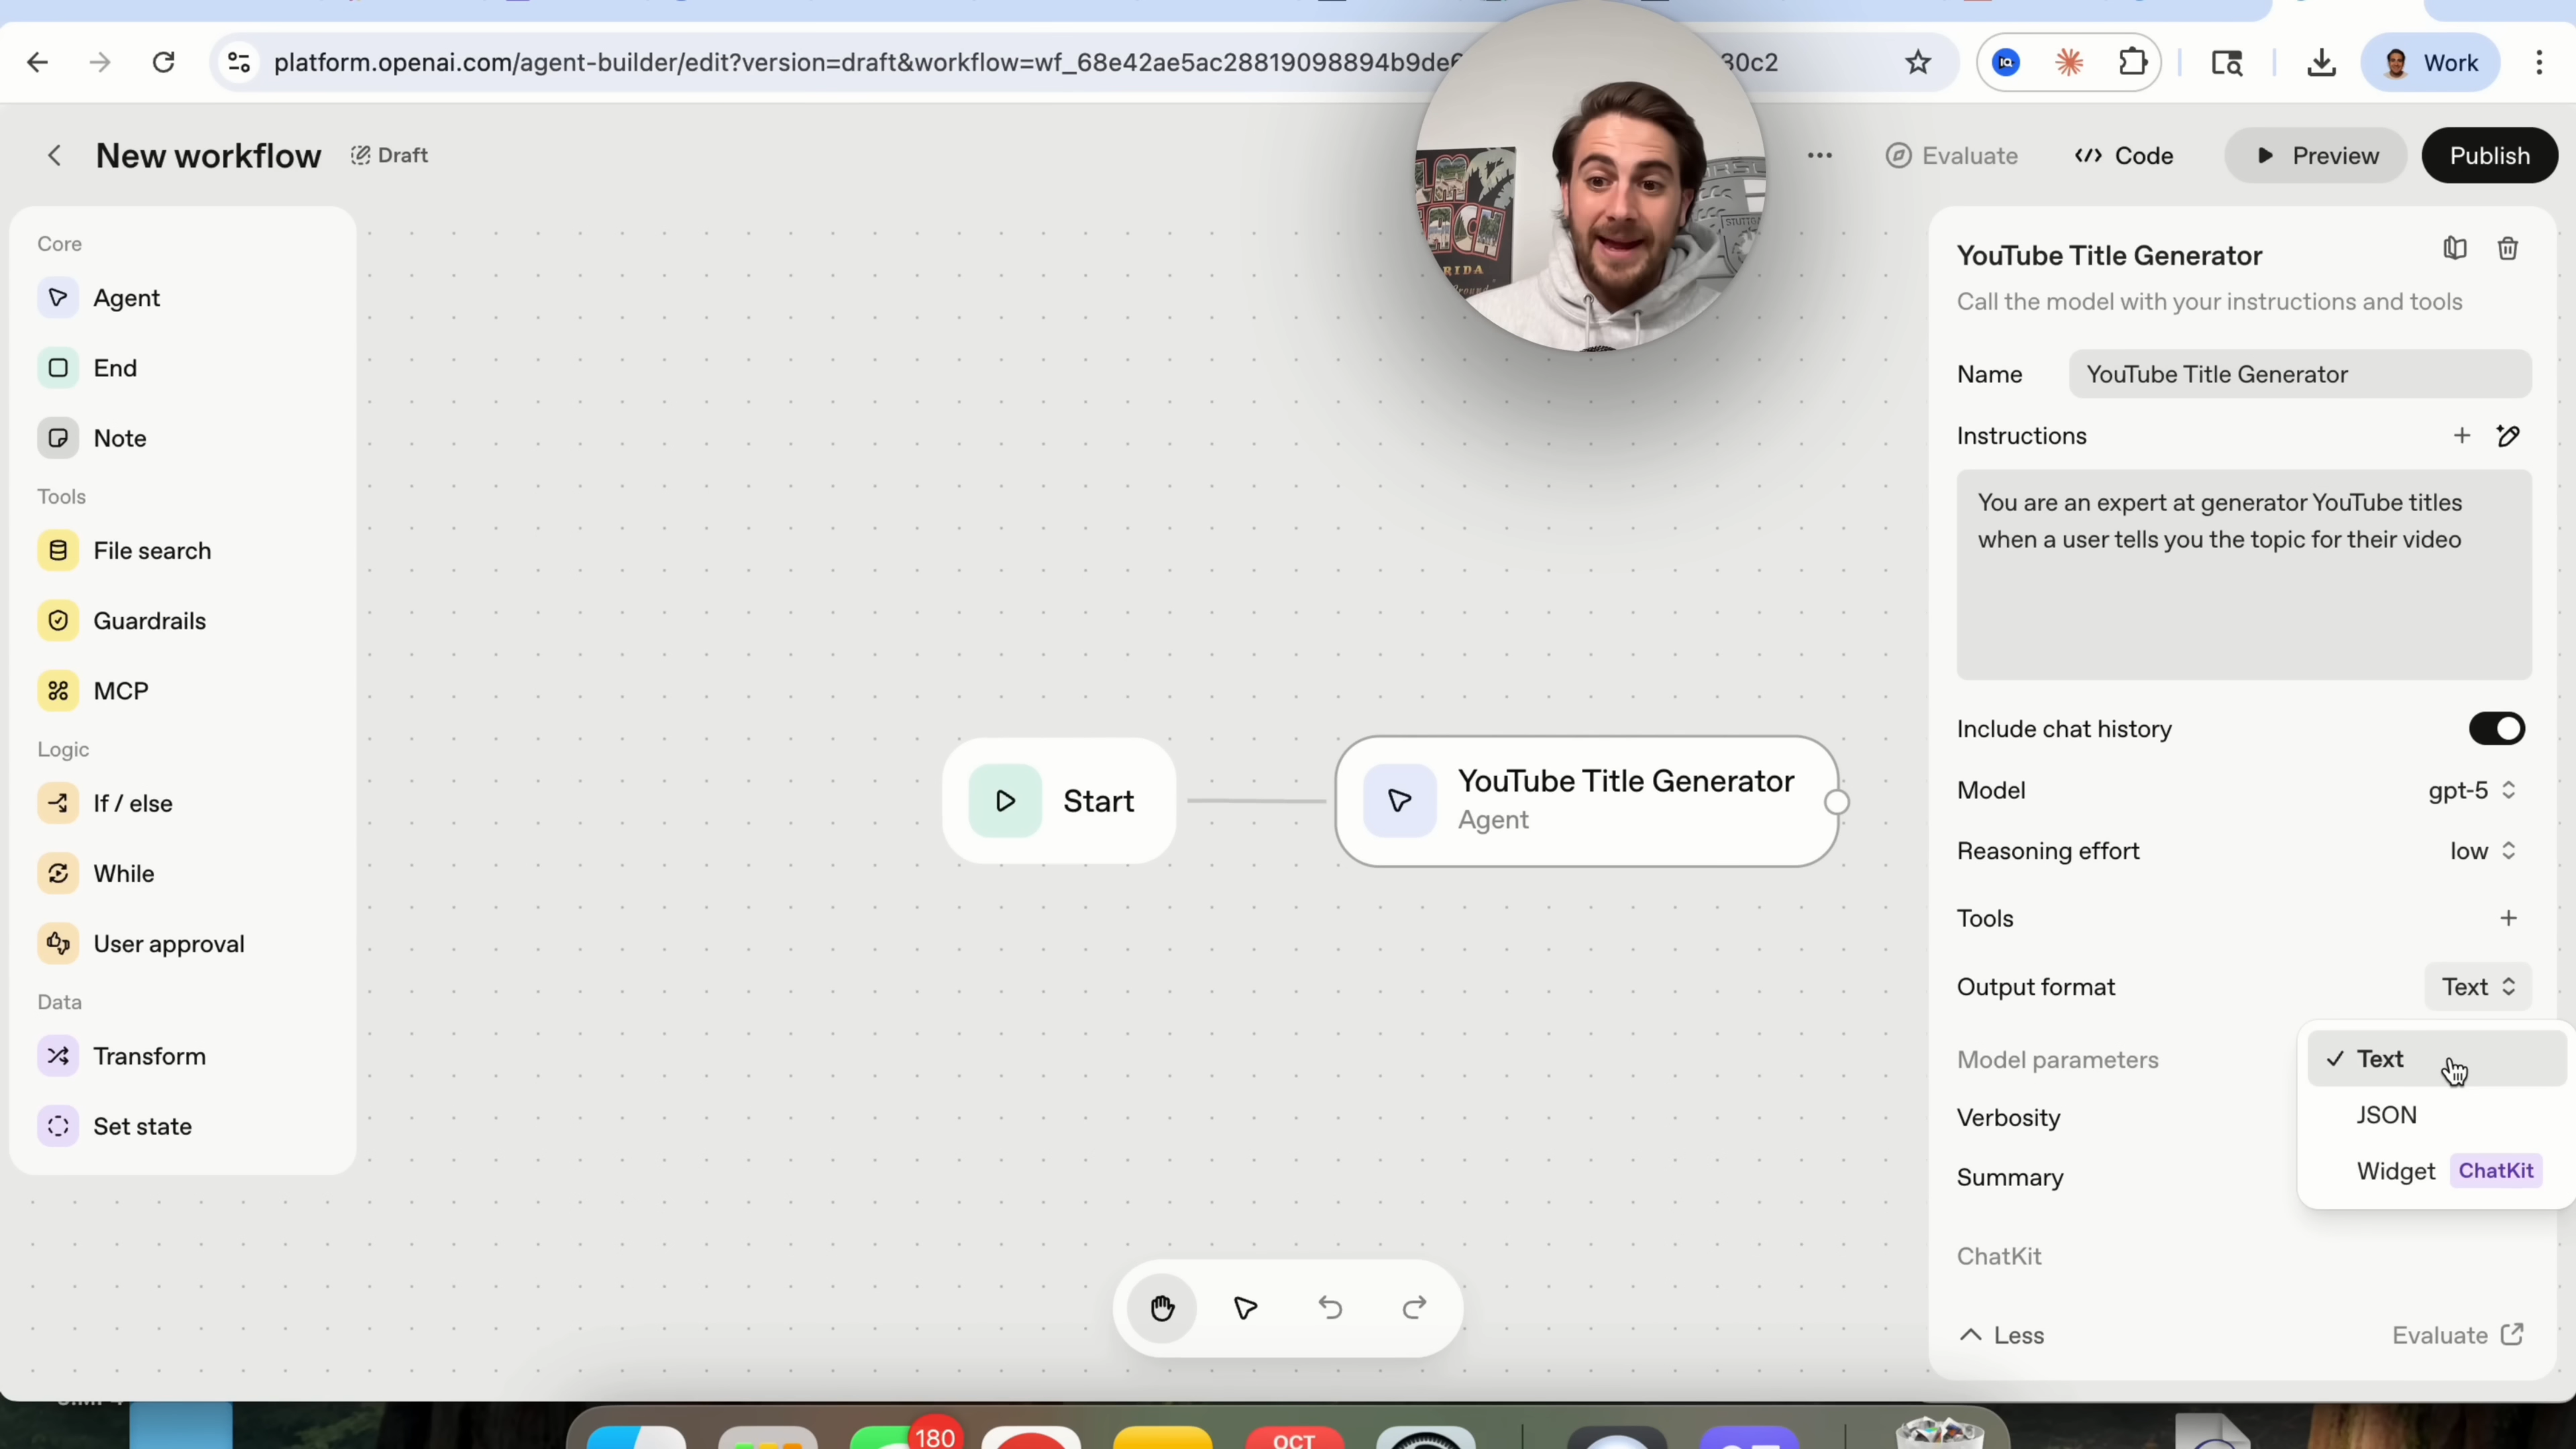 platform.openai.com/agent-builder/edit?version=draft&workflow=wf_68e42ae5ac28819098894b9de6
30c2
Work
New workflow
Draft
Evaluate
Code
Preview
Publish
Core
Agent
End
Note
Tools
File search
Guardrails
MCP
Logic
If / else
While
User approval
Data
Transform
Set state
RIDA
Start
YouTube Title Generator
Agent
YouTube Title Generator
Call the model with your instructions and tools
Name
YouTube Title Generator
Instructions
You are an expert at generator YouTube titles
when a user tells you the topic for their video
Include chat history
Model
gpt-5
Reasoning effort
low
Tools
Output format
Text
Model parameters
Text
JSON
Widget
ChatKit
Verbosity
Summary
ChatKit
Less
Evaluate
180
OCT